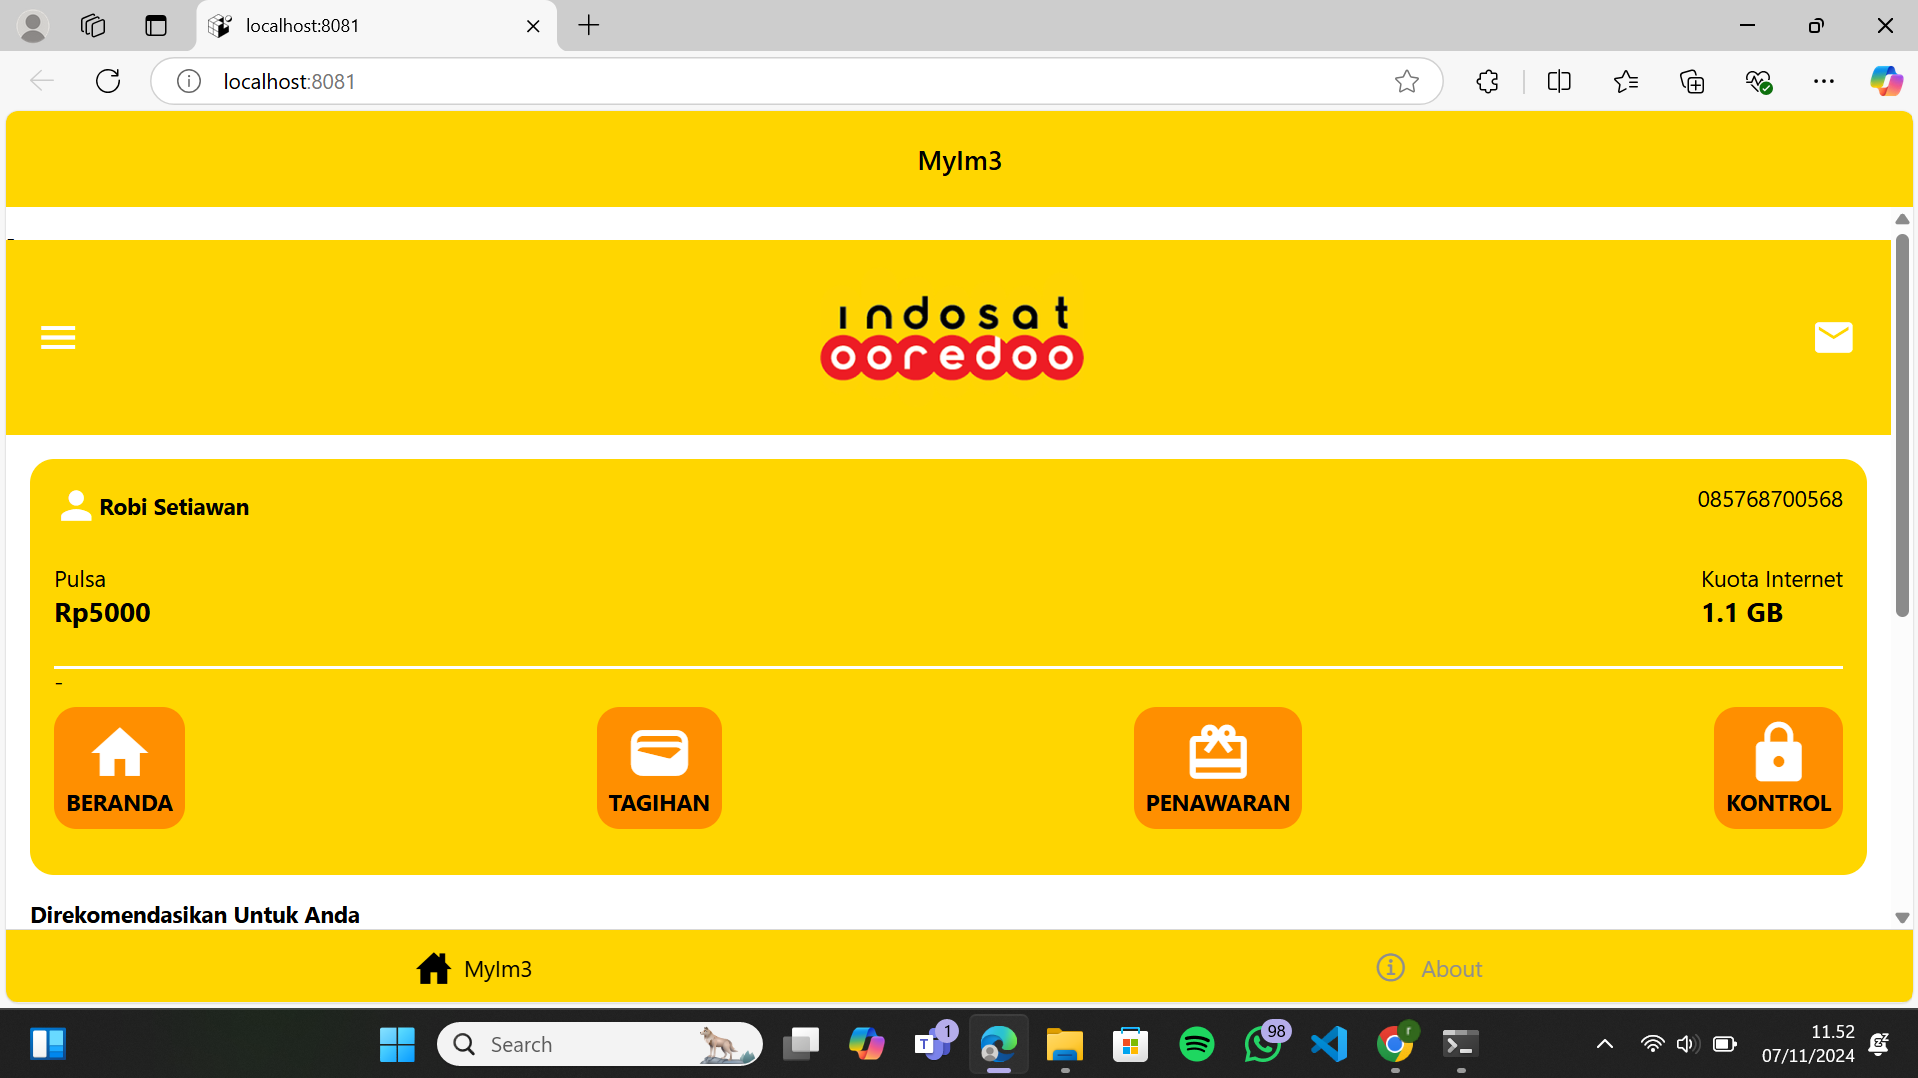 localhost:8081
localhost:8081
MyIm3
-
indosat
ooredoo
Robi Setiawan
085768700568
Pulsa
Kuota Internet
Rp5000
1.1 GB
-
BERANDA
TAGIHAN
PENAWARAN
KONTROL
Direkomendasikan Untuk Anda
MyIm3
About
Search
T
1
98
r
11.52
07/11/2024